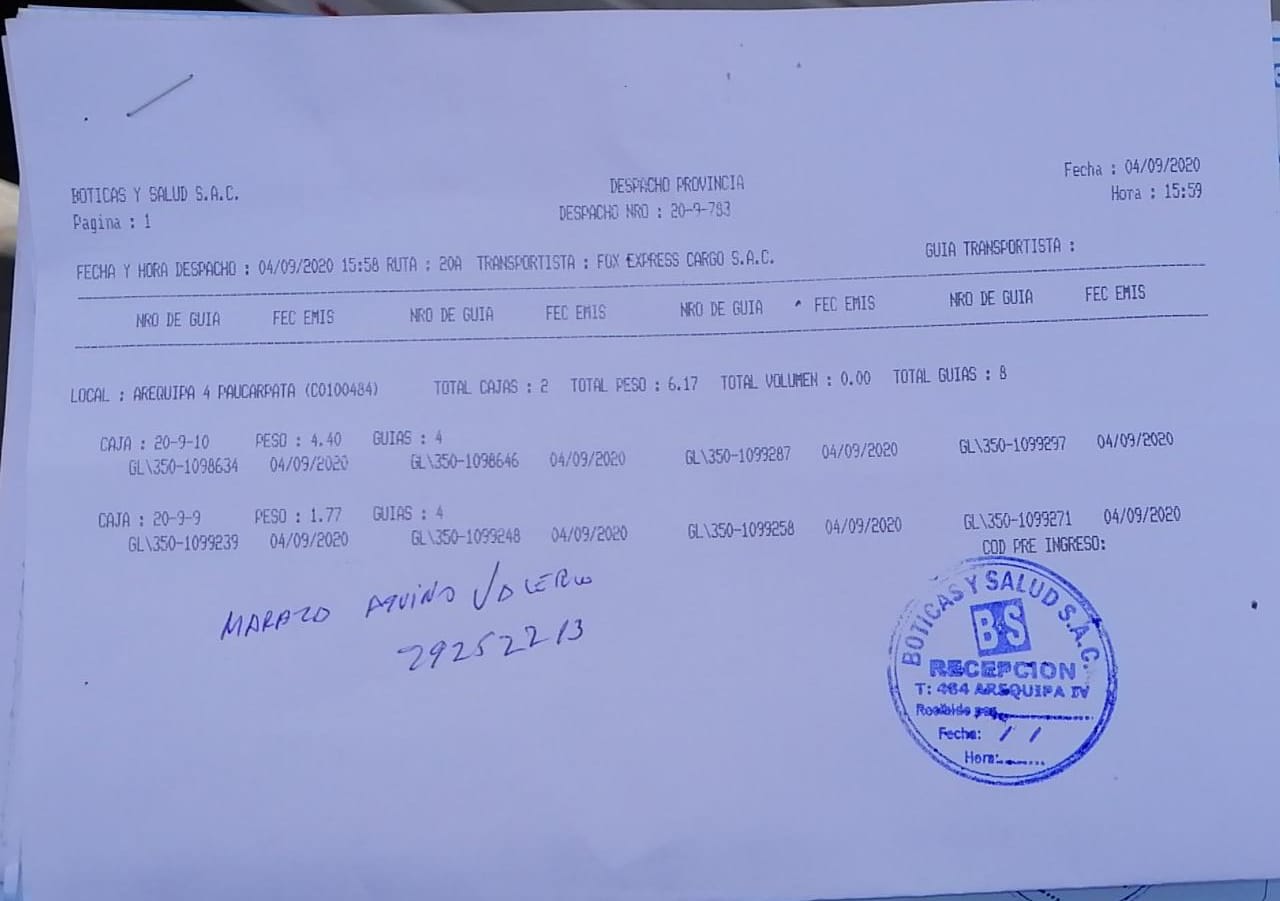 Fecha : 04/09/2020
BOTICAS Y SALUD S.A.C.
DESPACHO PROVINCIA
Hora : 15:59
Pagina : 1
DESPACHO NRO : 20-9-783
FECHA Y HORA DESPACHO : 04/09/2020 15:58 RUTA : 20A TRANSPORTISTA : FOX EXPRESS CARGO S.A.C. GUIA TRANSPORTISTA :
NRO DE GUIA FEC EMIS NRO DE GUIA FEC EMIS NRO DE GUIA FEC EMIS NRO DE GUIA FEC EMIS
LOCAL : AREQUIPA 4 PAUCARPATA (C0100484) TOTAL CAJAS : 2 TOTAL PESO : 6.17 TOTAL VOLUMEN : 0.00 TOTAL GUIAS : 8
CAJA : 20-9-10 PESO : 4.40 GUIAS : 4
GL\350-1098634 04/09/2020 GL\350-1098646 04/09/2020 GL\350-1099287 04/09/2020 GL\350-1099297 04/09/2020
CAJA : 20-9-9 PESO : 1.77 GUIAS : 4
GL\350-1099239 04/09/2020 GL\350-1099248 04/09/2020 GL\350-1099258 04/09/2020 GL\350-1099271 04/09/2020
COD PRE INGRESO:
AQUINO
29252213
BOTICAS Y SALUD S.A.C.
BS
RECEPCION
T: 464 AREQUIPA IV
Recibido por
Fecha: / /
Hora: